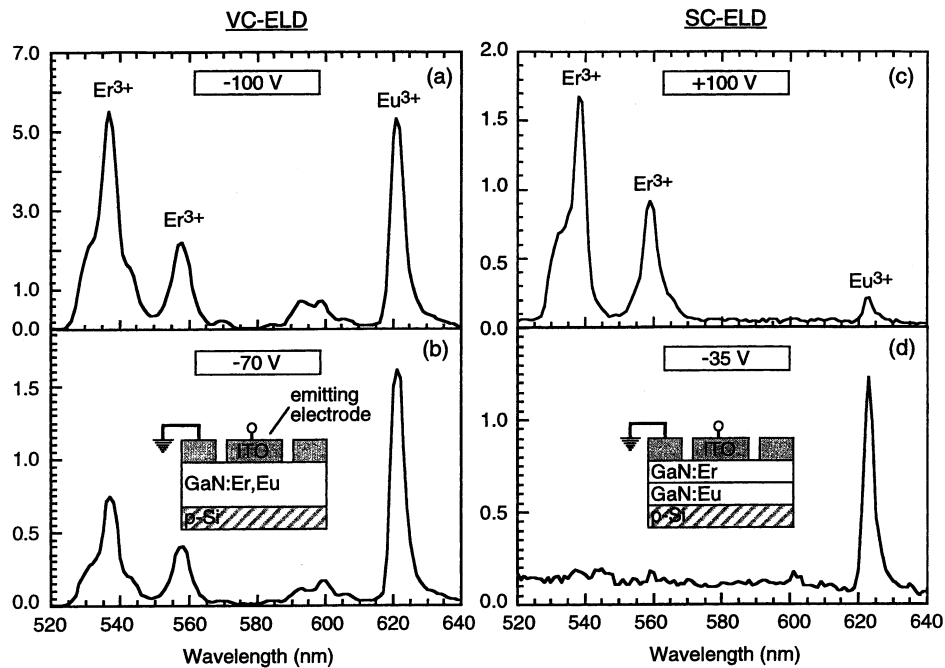 VC-ELD
SC-ELD
7.0
5.0
3.0
1.0
0.0
(a)
-100 V
Er3+
Er3+
Eu3+
2.0
1.5
1.0
0.5
0.0
(c)
+100 V
Er3+
Er3+
Eu3+
1.5
1.0
0.5
0.0
(b)
-70 V
emitting
electrode
ITO
GaN:Er,Eu
p-Si
1.0
0.5
0.0
(d)
-35 V
ITO
GaN:Er
GaN:Eu
p-Si
520 540 560 580 600 620 640
Wavelength (nm)
520 540 560 580 600 620 640
Wavelength (nm)